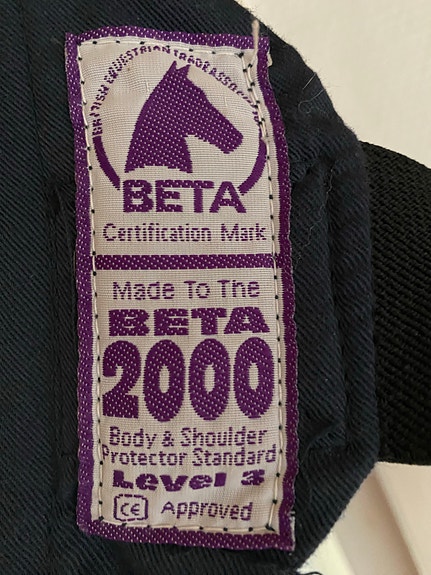 BRITISH EQUESTRIAN TRADE ASSOCIATION
BETA
Certification Mark
Made To The
BETA
2000
Body & Shoulder
Protector Standard
Level 3
CE Approved